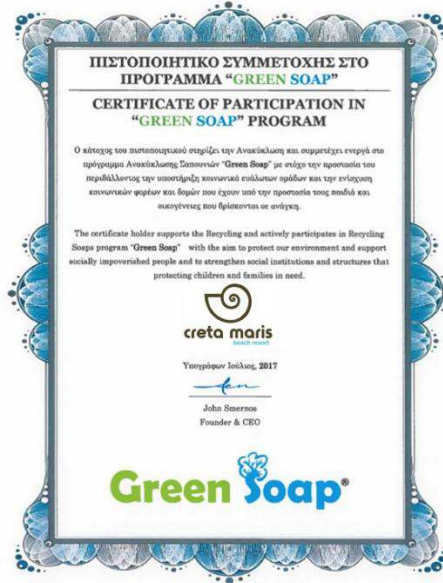 ΠΙΣΤΟΠΟΙΗΤΙΚΟ ΣΥΜΜΕΤΟΧΗΣ ΣΤΟ
ΠΡΟΓΡΑΜΜΑ “GREEN SOAP”
CERTIFICATE OF PARTICIPATION IN
“GREEN SOAP” PROGRAM
Ο κάτοχος του πιστοποιητικού στηρίζει την Ανακύκλωση και συμμετέχει ενεργά στο
πρόγραμμα Ανακύκλωσης Σαπουνιών “Green Soap” με στόχο την προστασία του
περιβάλλοντος την υποστήριξη κοινωνικά ευάλωτων ομάδων και την ενίσχυση
κοινωνικών φορέων και δομών που έχουν υπό την προστασία τους παιδιά και
οικογένειες που βρίσκονται σε ανάγκη.
The certificate holder supports the Recycling and actively participates in Recycling
Soaps program “Green Soap” with the aim to protect our environment and support
socially impoverished people and to strengthen social institutions and structures that
protecting children and families in need.
creta maris
beach resort
Υπογράφων Ιούλιος, 2017
John Smernos
Founder & CEO
Green Soap®